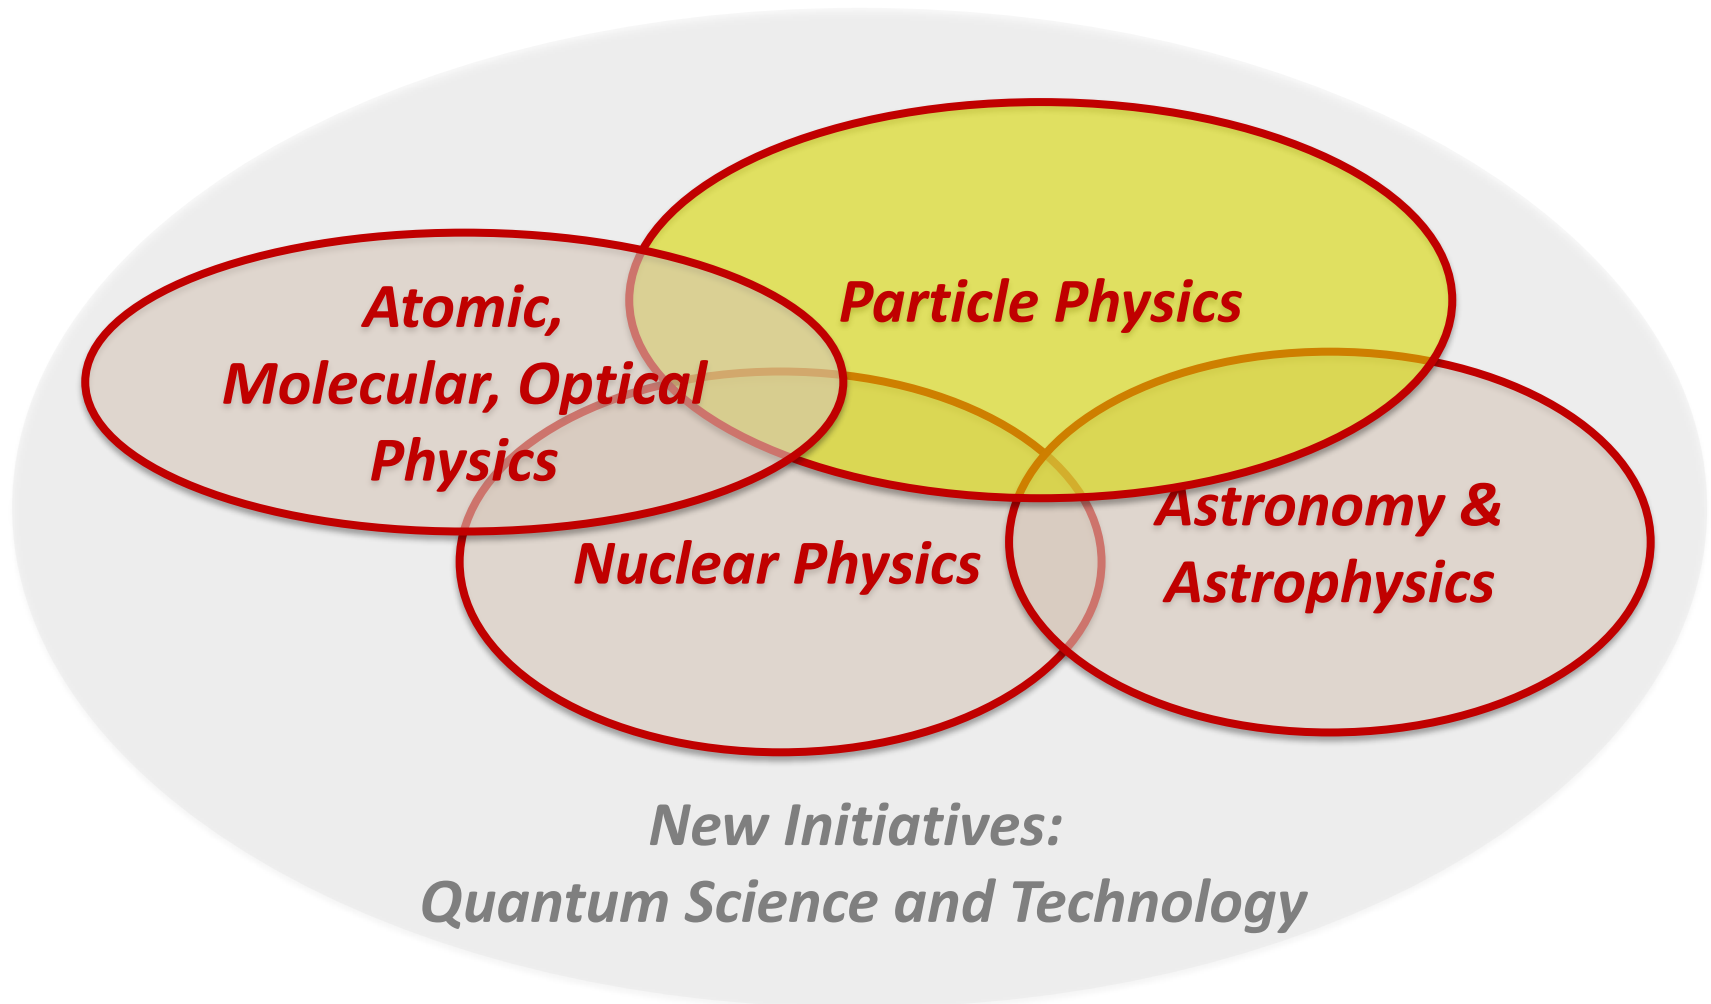 Particle Physics
Atomic,
Molecular, Optical
Physics
Nuclear Physics
Astronomy &
Astrophysics
New Initiatives:
Quantum Science and Technology